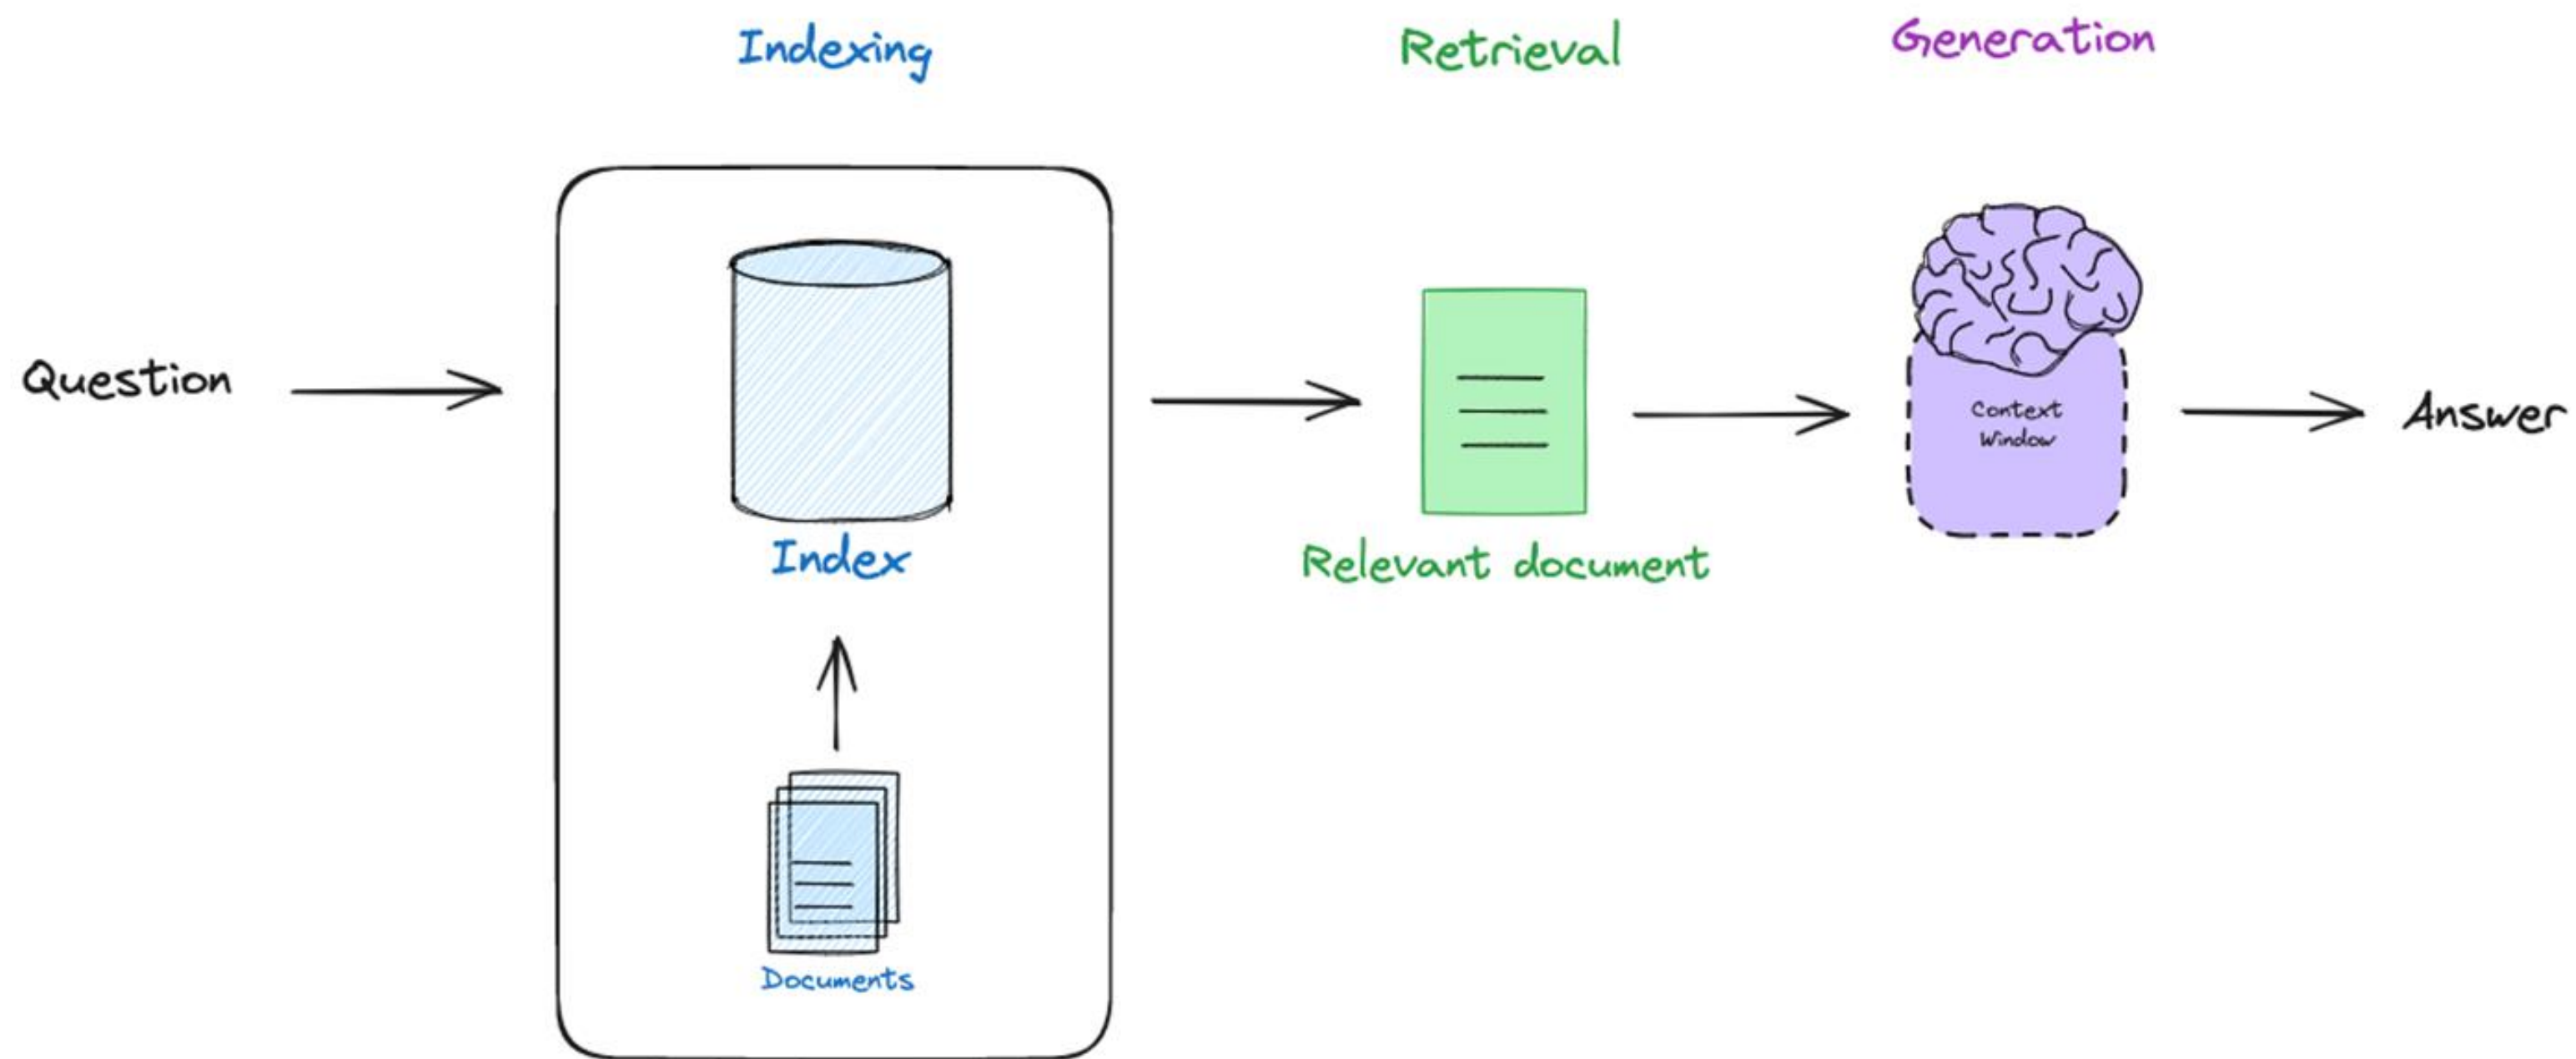 Indexing
Retrieval
Generation
Question
Index
Documents
Relevant document
Context
Window
Answer